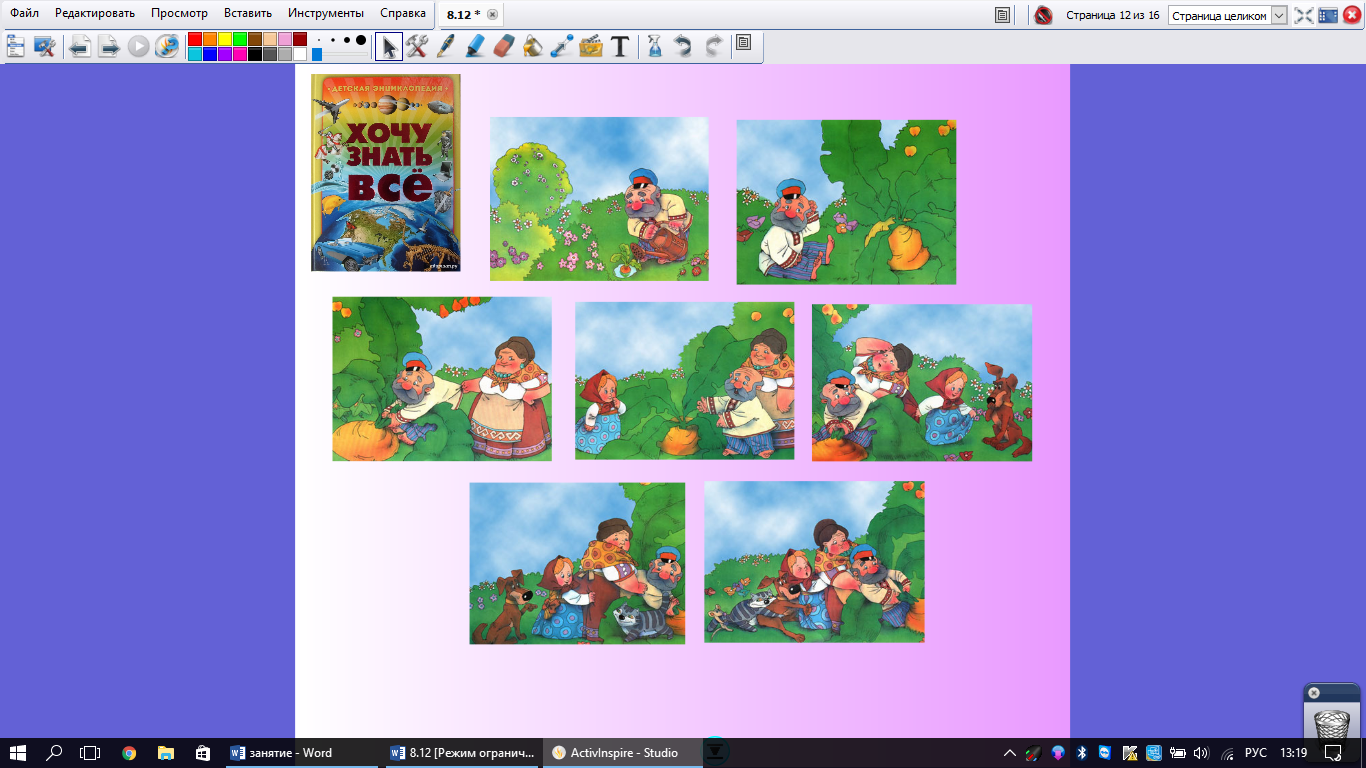 Файл Редактировать Просмотр Вставить Инструменты Справка 8.12 * Страница 12 из 16 Страница целиком
ДЕТСКАЯ ЭНЦИКЛОПЕДИЯ
ХОЧУ
ЗНАТЬ
ВСЁ
занятие - Word 8.12 [Режим огранич... ActivInspire - Studio РУС 13:19